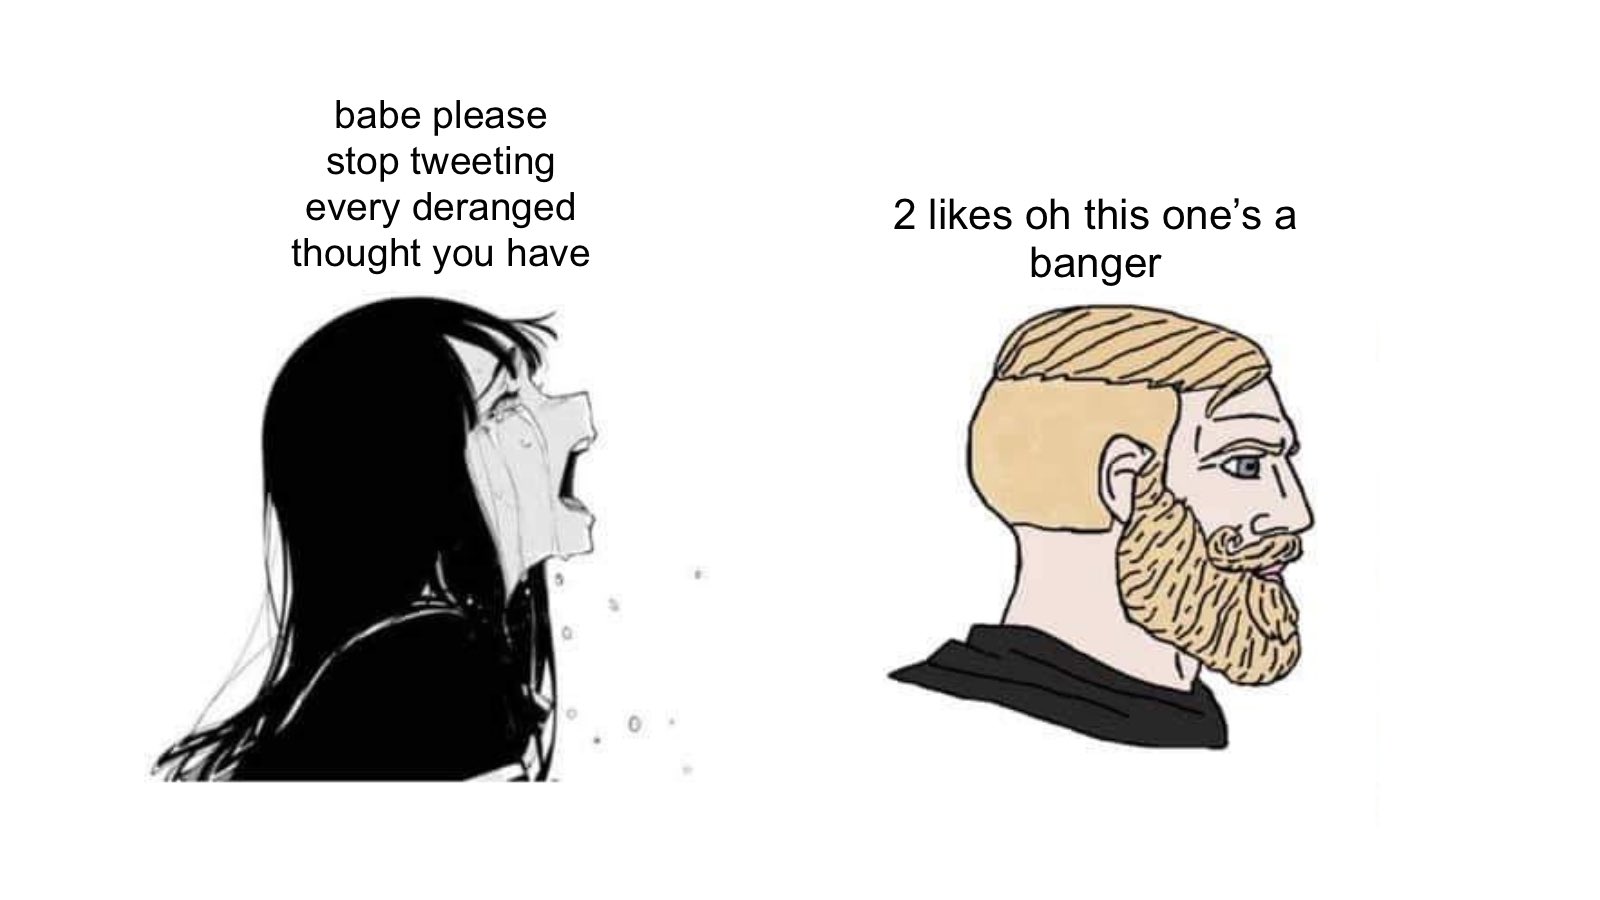 babe please
stop tweeting
every deranged
thought you have
2 likes oh this one’s a
banger